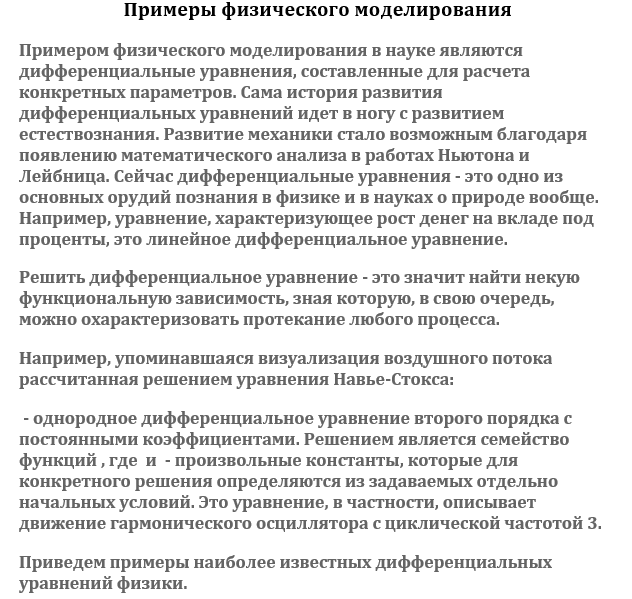 Примеры физического моделирования
Примером физического моделирования в науке являются
дифференциальные уравнения, составленные для расчета
конкретных параметров. Сама история развития
дифференциальных уравнений идет в ногу с развитием
естествознания. Развитие механики стало возможным благодаря
появлению математического анализа в работах Ньютона и
Лейбница. Сейчас дифференциальные уравнения - это одно из
основных орудий познания в физике и в науках о природе вообще.
Например, уравнение, характеризующее рост денег на вкладе под
проценты, это линейное дифференциальное уравнение.
Решить дифференциальное уравнение - это значит найти некую
функциональную зависимость, зная которую, в свою очередь,
можно охарактеризовать протекание любого процесса.
Например, упоминавшаяся визуализация воздушного потока
рассчитанная решением уравнения Навье-Стокса:
- однородное дифференциальное уравнение второго порядка с
постоянными коэффициентами. Решением является семейство
функций , где и - произвольные константы, которые для
конкретного решения определяются из задаваемых отдельно
начальных условий. Это уравнение, в частности, описывает
движение гармонического осциллятора с циклической частотой 3.
Приведем примеры наиболее известных дифференциальных
уравнений физики.